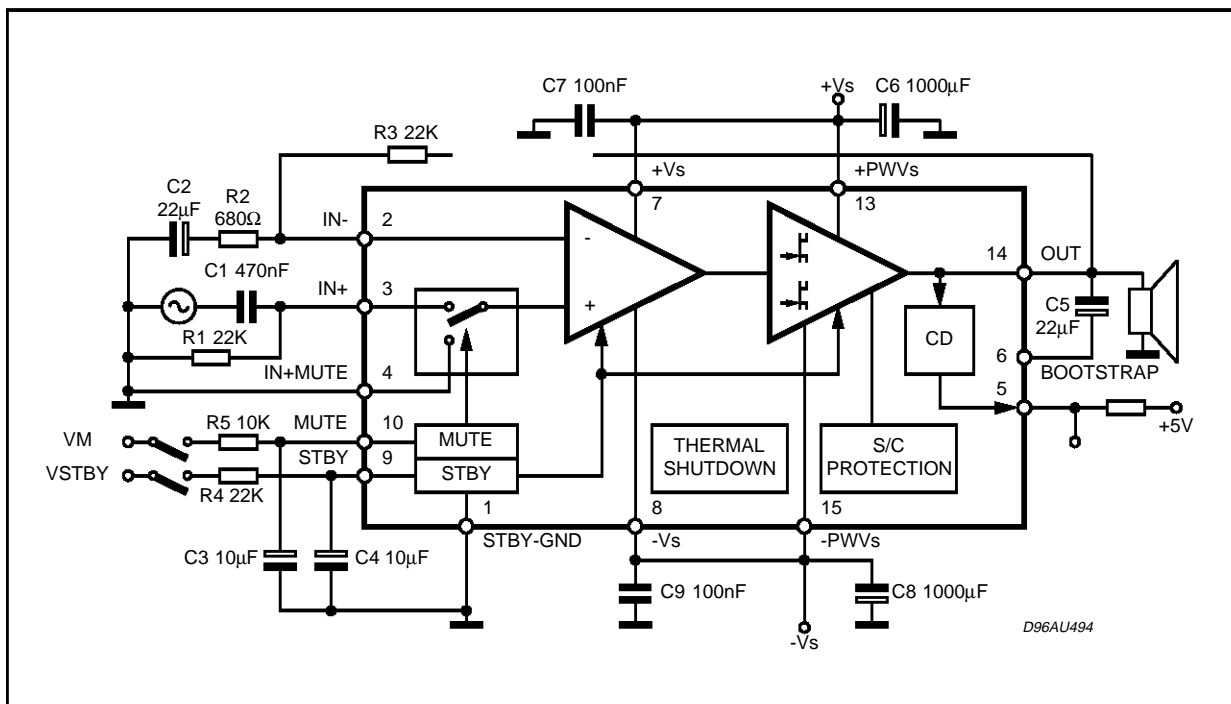 C7 100nF
+Vs
C6 1000µF
R3 22K
+Vs
+PWVs
C2
22µF
R2
680Ω
IN-
2
7
13
-
C1 470nF
IN+
3
+
14
OUT
C5
22µF
CD
R1 22K
IN+MUTE
4
6
BOOTSTRAP
5
+5V
VM
R5 10K
MUTE
10
MUTE
VSTBY
R4 22K
STBY
9
STBY
THERMAL
SHUTDOWN
S/C
PROTECTION
1
8
15
STBY-GND
-Vs
-PWVs
C3 10µF
C4 10µF
C9 100nF
C8 1000µF
-Vs
D96AU494